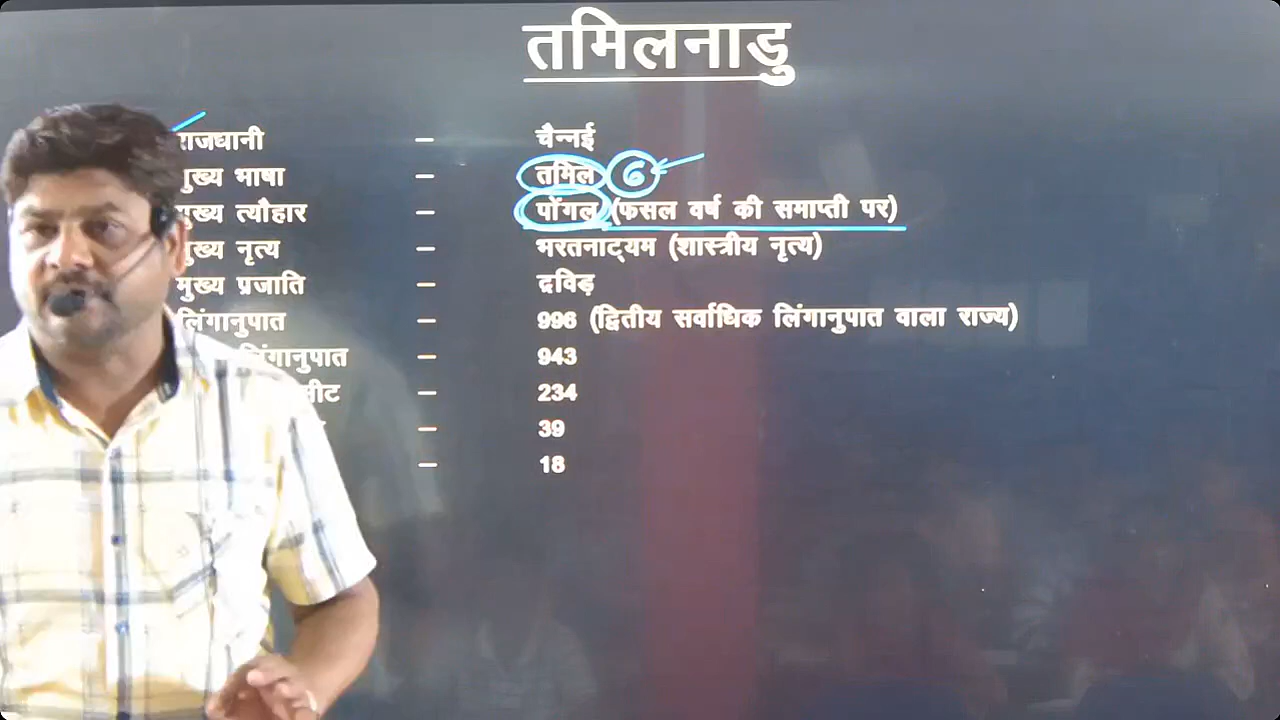 तमिलनाडु
राजधानी – चैन्नई
मुख्य भाषा – तमिल 6
मुख्य त्यौहार – पोंगल (फसल वर्ष की समाप्ती पर)
मुख्य नृत्य – भरतनाट्यम (शास्त्रीय नृत्य)
मुख्य प्रजाति – द्रविड़
लिंगानुपात – 996 (द्वितीय सर्वाधिक लिंगानुपात वाला राज्य)
लिंगानुपात – 943
सीट – 234
– 39
– 18